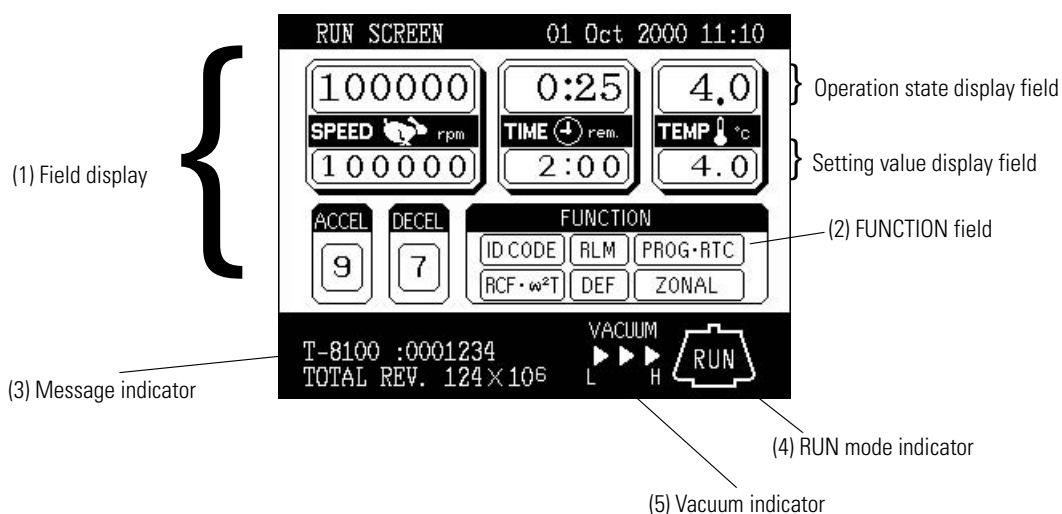 RUN SCREEN 01 Oct 2000 11:10
100000 0:25 4.0
Operation state display field
SPEED rpm TIME rem. TEMP °c
100000 2:00 4.0
Setting value display field
(1) Field display
ACCEL DECEL FUNCTION
(2) FUNCTION field
9 7
ID CODE RLM PROG•RTC
RCF•ω²T DEF ZONAL
VACUUM
T-8100 :0001234
RUN
TOTAL REV. 124×10⁶ L H
(3) Message indicator
(4) RUN mode indicator
(5) Vacuum indicator